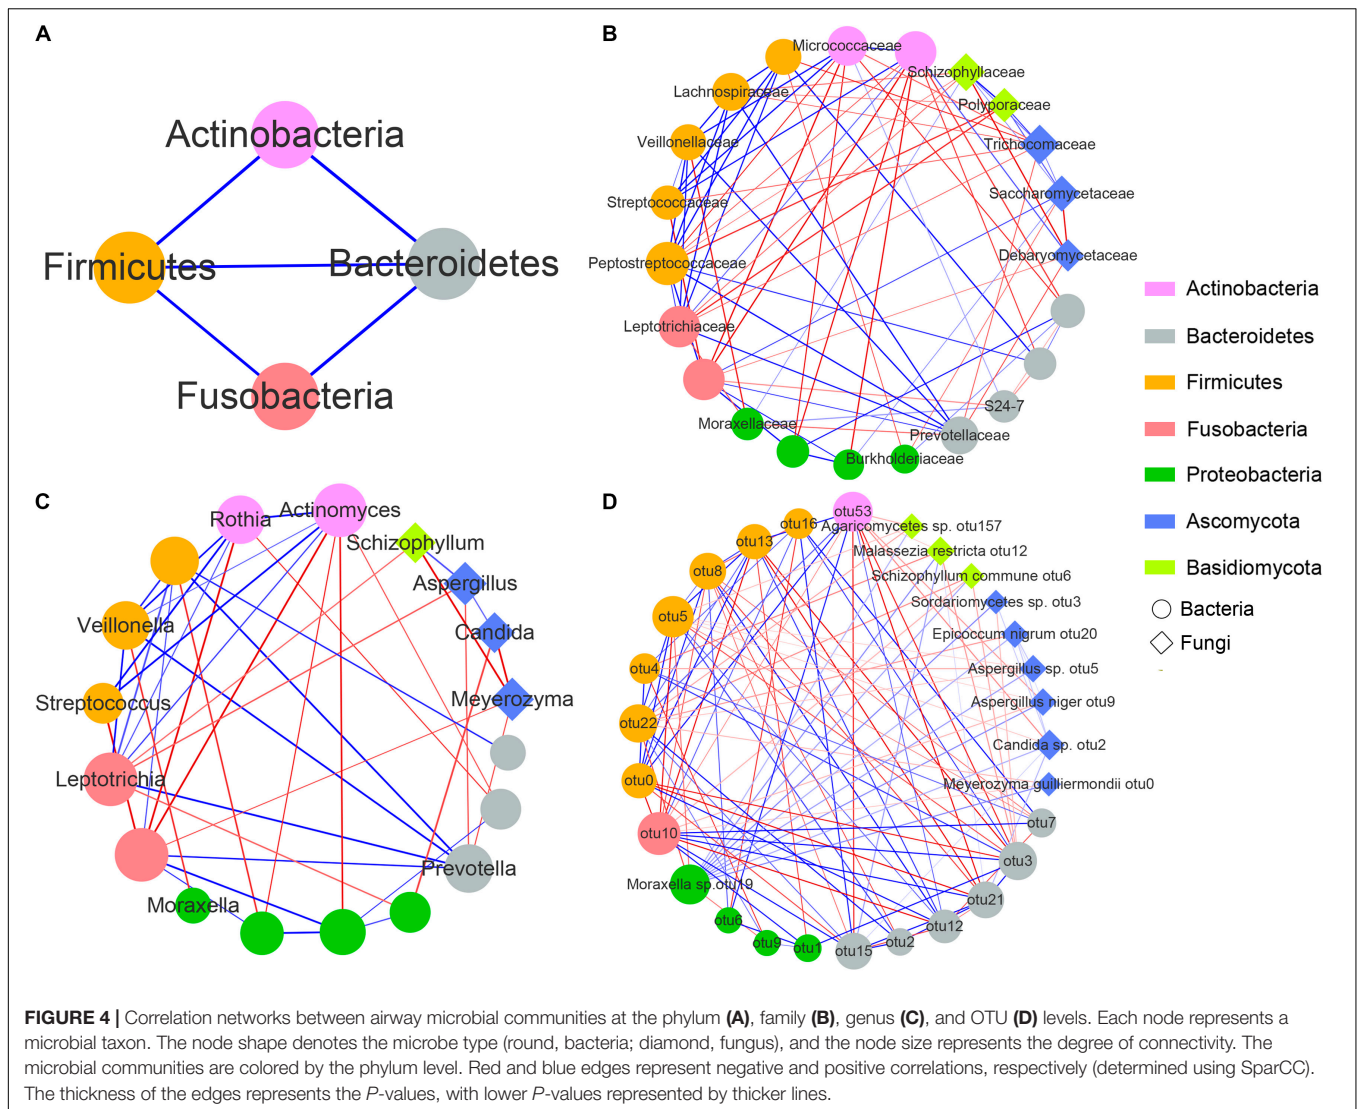 A
Actinobacteria
Firmicutes
Bacteroidetes
Fusobacteria
B
Micrococcaceae
Schizophyllaceae
Lachnospiraceae
Polyporaceae
Veillonellaceae
Trichocomaceae
Streptococcaceae
Saccharomycetaceae
Peptostreptococcaceae
Debaryomycetaceae
Leptotrichiaceae
S24-7
Moraxellaceae
Prevotellaceae
Burkholderiaceae
Actinobacteria
Bacteroidetes
Firmicutes
Fusobacteria
Proteobacteria
Ascomycota
Basidiomycota
Bacteria
Fungi
C
Rothia
Actinomyces
Schizophyllum
Aspergillus
Veillonella
Candida
Streptococcus
Meyerozyma
Leptotrichia
Prevotella
Moraxella
D
otu53
otu16
Agaricomycetes sp. otu157
otu13
Malassezia restricta otu12
otu8
Schizophyllum commune otu6
Sordariomycetes sp. otu3
otu5
Epicoccum nigrum otu20
otu4
Aspergillus sp. otu5
Aspergillus niger otu9
otu22
Candida sp. otu2
otu0
Meyerozyma guilliermondii otu0
otu10
otu7
otu3
Moraxella sp.otu19
otu21
otu6
otu12
otu9
otu1
otu15
otu2
FIGURE 4 | Correlation networks between airway microbial communities at the phylum (A), family (B), genus (C), and OTU (D) levels. Each node represents a
microbial taxon. The node shape denotes the microbe type (round, bacteria; diamond, fungus), and the node size represents the degree of connectivity. The
microbial communities are colored by the phylum level. Red and blue edges represent negative and positive correlations, respectively (determined using SparCC).
The thickness of the edges represents the P-values, with lower P-values represented by thicker lines.